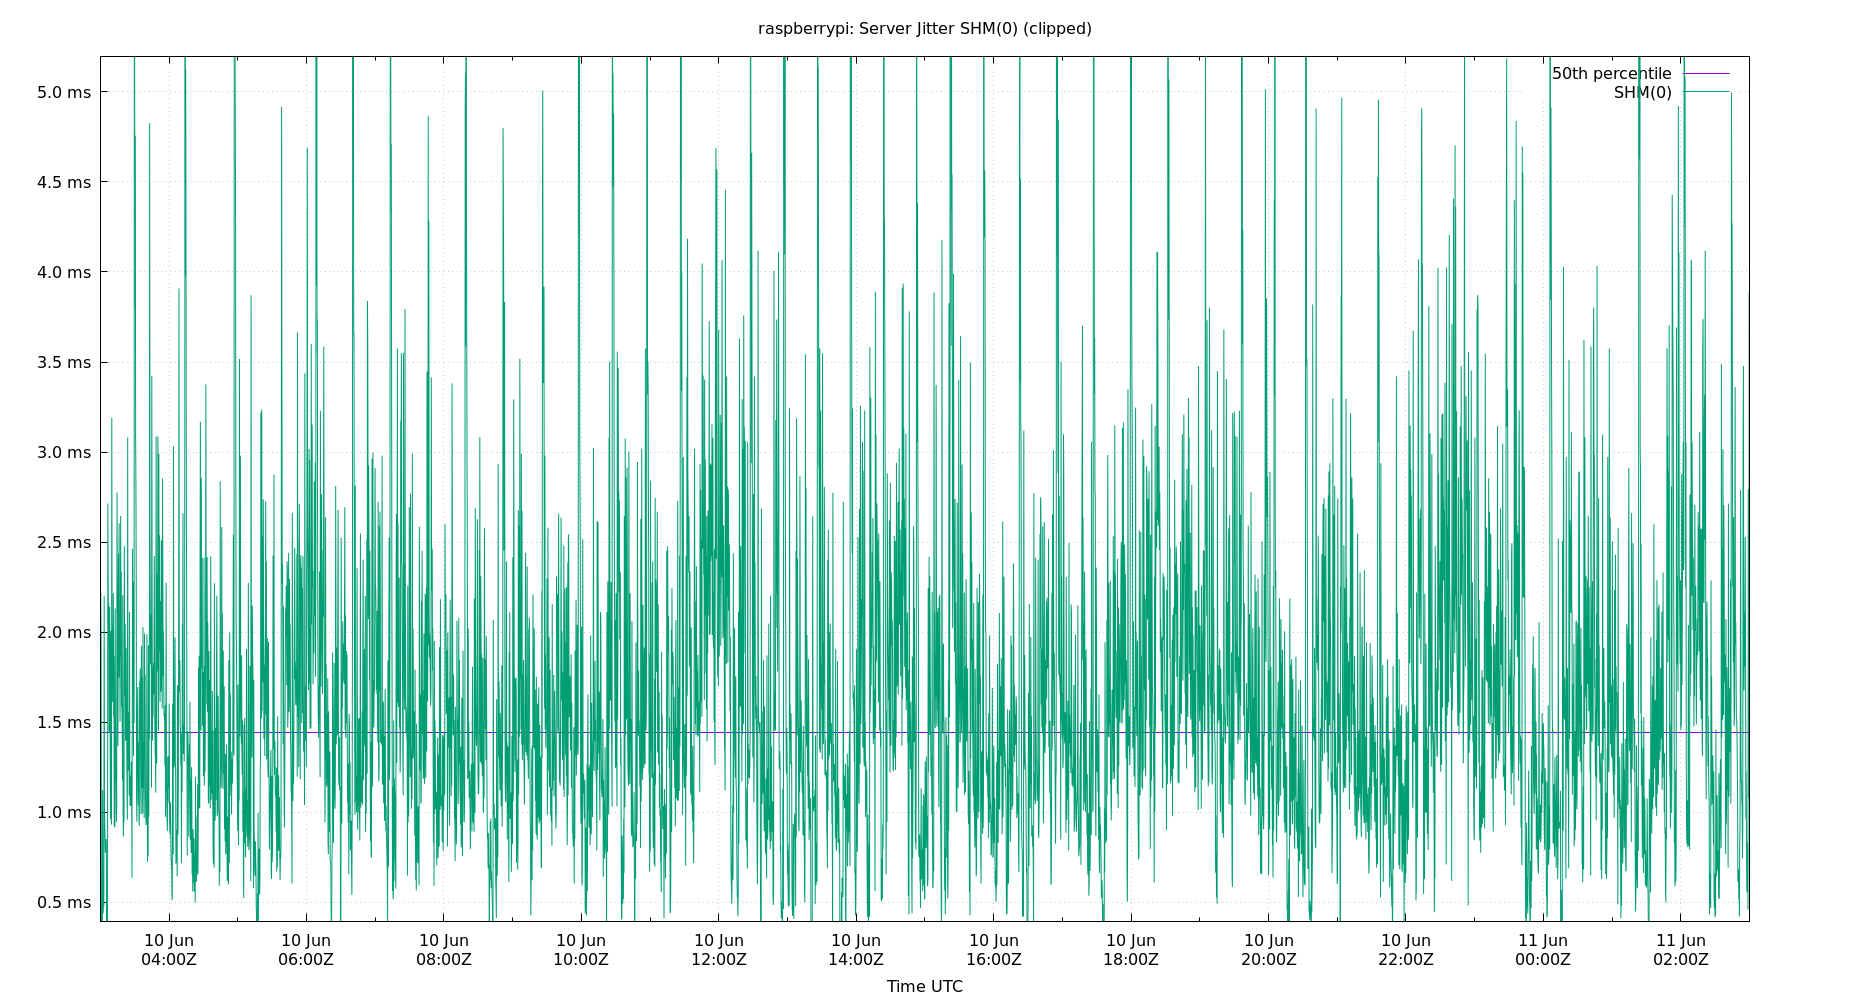 raspberrypi: Server Jitter SHM(0) (clipped)
50th percentile
SHM(0)
5.0 ms
4.5 ms
4.0 ms
3.5 ms
3.0 ms
2.5 ms
2.0 ms
1.5 ms
1.0 ms
0.5 ms
10 Jun 10 Jun 10 Jun 10 Jun 10 Jun 10 Jun 10 Jun 10 Jun 10 Jun 10 Jun 11 Jun 11 Jun
04:00Z 06:00Z 08:00Z 10:00Z 12:00Z 14:00Z 16:00Z 18:00Z 20:00Z 22:00Z 00:00Z 02:00Z
Time UTC